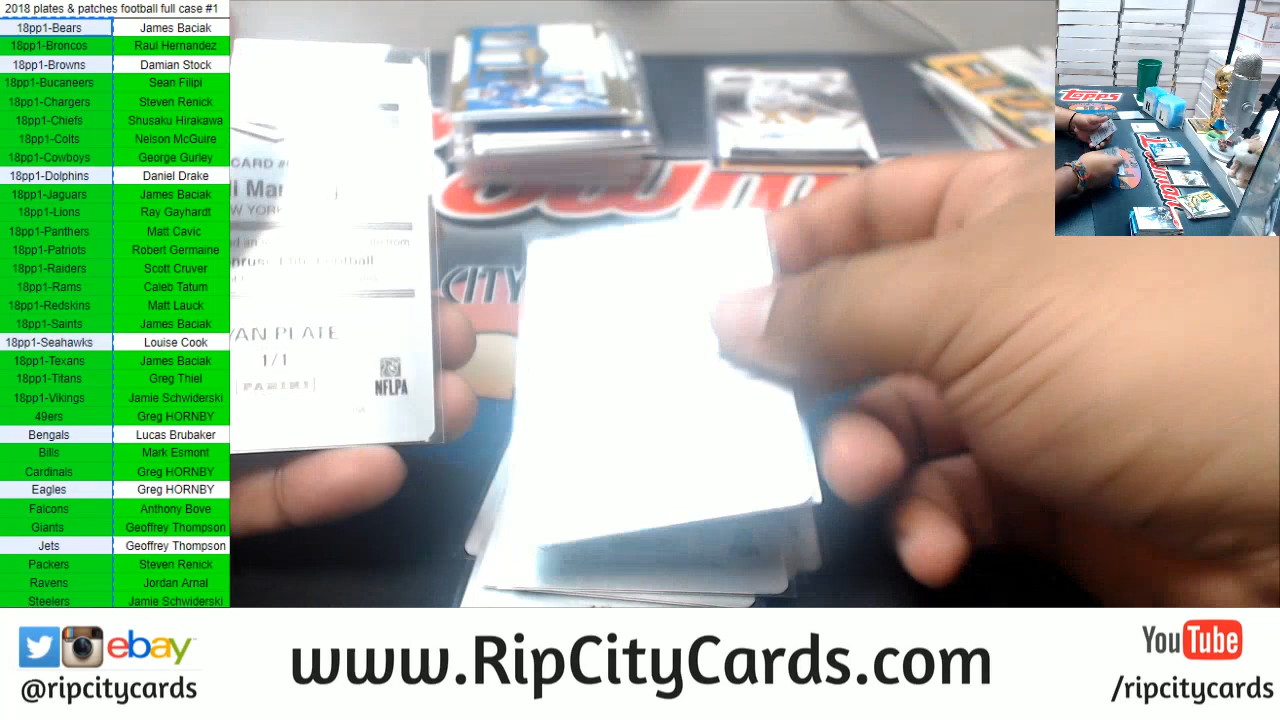 2018 plates & patches football full case #1
18pp1-Bears James Baciak
18pp1-Broncos Raul Hernandez
18pp1-Browns Damian Stock
18pp1-Bucaneers Sean Filipi
18pp1-Chargers Steven Renick
18pp1-Chiefs Shusaku Hirakawa
18pp1-Colts Nelson McGuire
18pp1-Cowboys George Gurley
18pp1-Dolphins Daniel Drake
18pp1-Jaguars James Baciak
18pp1-Lions Ray Gayhardt
18pp1-Panthers Matt Cavic
18pp1-Patriots Robert Germaine
18pp1-Raiders Scott Cruver
18pp1-Rams Caleb Tatum
18pp1-Redskins Matt Lauck
18pp1-Saints James Baciak
18pp1-Seahawks Louise Cook
18pp1-Texans James Baciak
18pp1-Titans Greg Thiel
18pp1-Vikings Jamie Schwiderski
49ers Greg HORNBY
Bengals Lucas Brubaker
Bills Mark Esmont
Cardinals Greg HORNBY
Eagles Greg HORNBY
Falcons Anthony Bove
Giants Geoffrey Thompson
Jets Geoffrey Thompson
Packers Steven Renick
Ravens Jordan Arnal
Steelers Jamie Schwiderski
CARD #
YAN PLATE
1/1
PANINI
NFLPA
CITY
Topps
Bowman
ebay
@ripcitycards
www.RipCityCards.com
YouTube
/ripcitycards